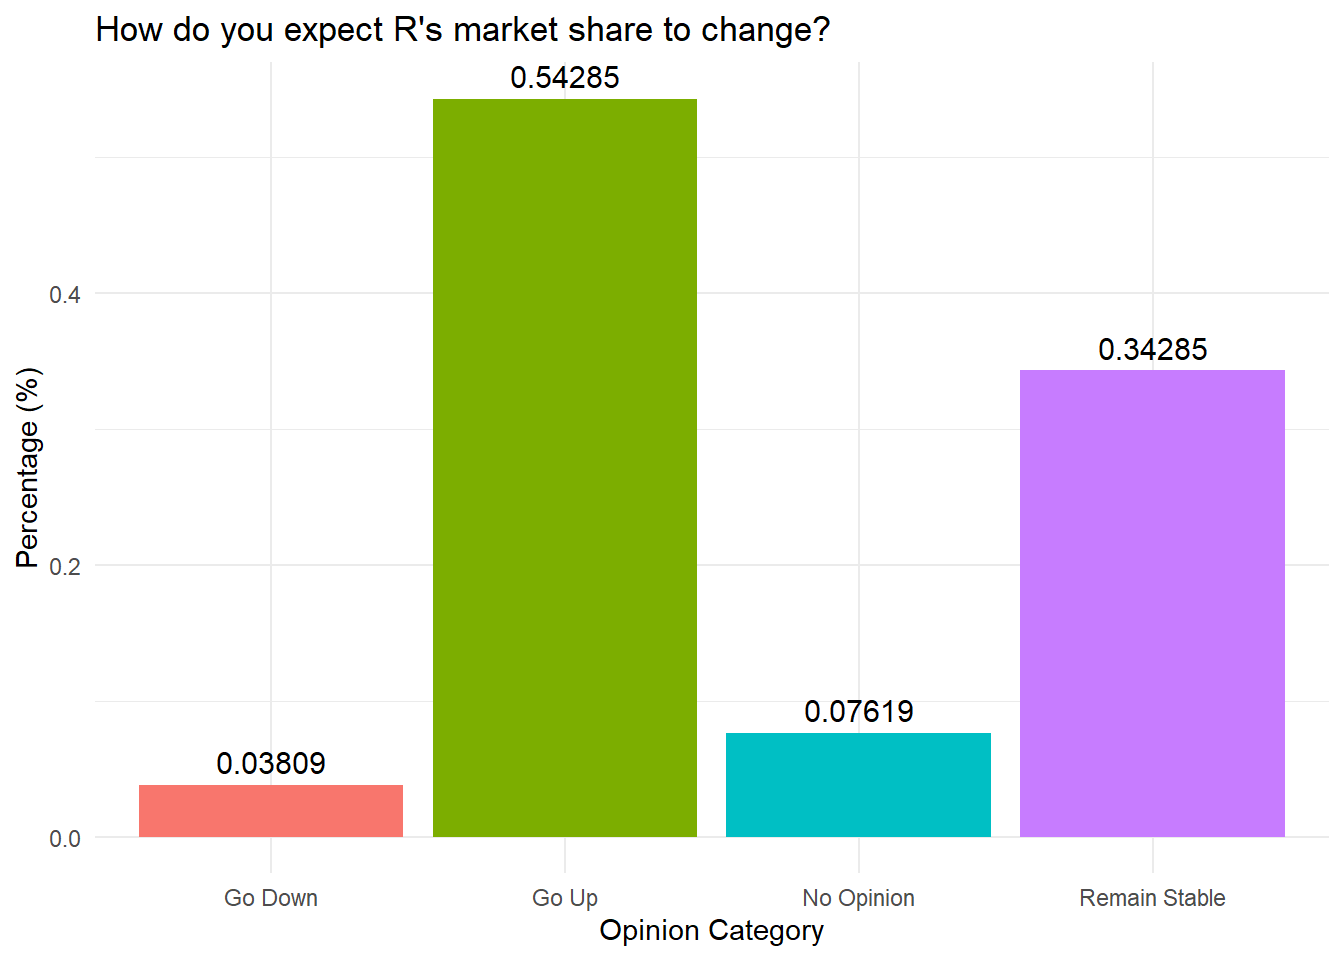 How do you expect R's market share to change?
0.54285
0.4
0.34285
Percentage (%)
0.2
0.07619
0.03809
0.0
Go Down Go Up No Opinion Remain Stable
Opinion Category